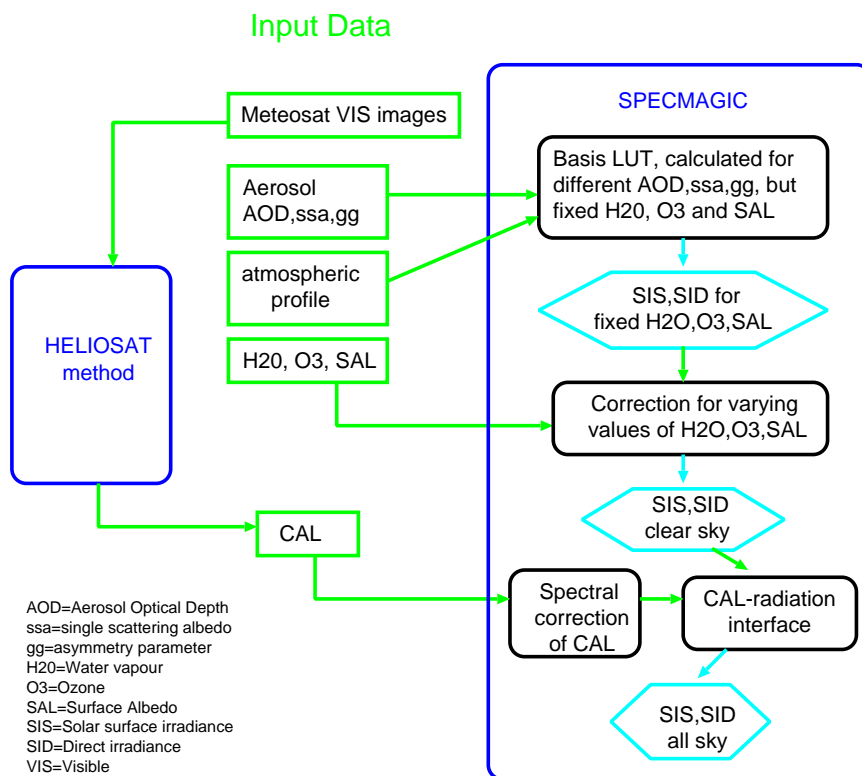 Input Data
SPECMAGIC
Meteosat VIS images
Aerosol
AOD,ssa,gg
atmospheric
profile
H20, O3, SAL
HELIOSAT
method
CAL
Basis LUT, calculated for
different AOD,ssa,gg, but
fixed H20, O3 and SAL
SIS,SID for
fixed H2O,O3,SAL
Correction for varying
values of H2O,O3,SAL
SIS,SID
clear sky
Spectral
correction
of CAL
CAL-radiation
interface
SIS,SID
all sky
AOD=Aerosol Optical Depth
ssa=single scattering albedo
gg=asymmetry parameter
H20=Water vapour
O3=Ozone
SAL=Surface Albedo
SIS=Solar surface irradiance
SID=Direct irradiance
VIS=Visible